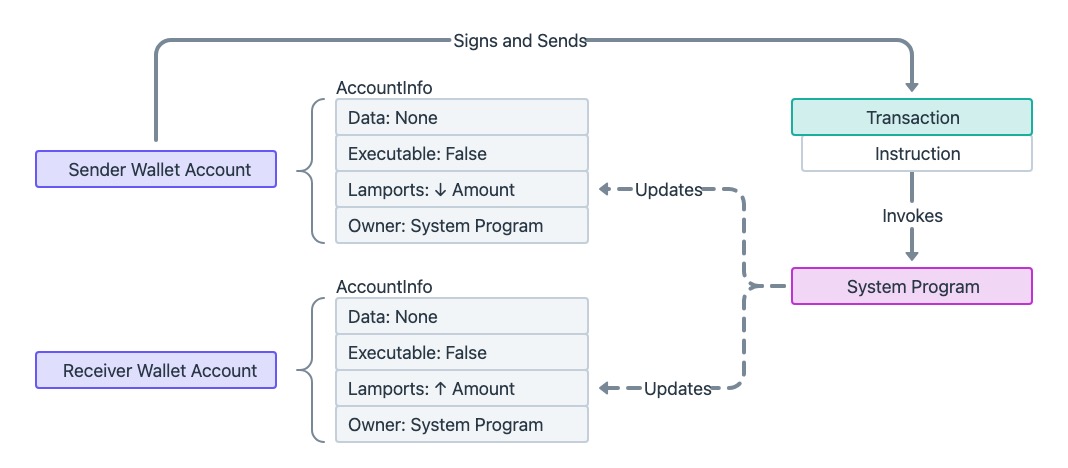 Signs and Sends
AccountInfo
Data: None
Executable: False
Lamports: ↓ Amount
Owner: System Program
Sender Wallet Account
Transaction
Instruction
Updates
Invokes
System Program
AccountInfo
Data: None
Executable: False
Lamports: ↑ Amount
Owner: System Program
Receiver Wallet Account
Updates